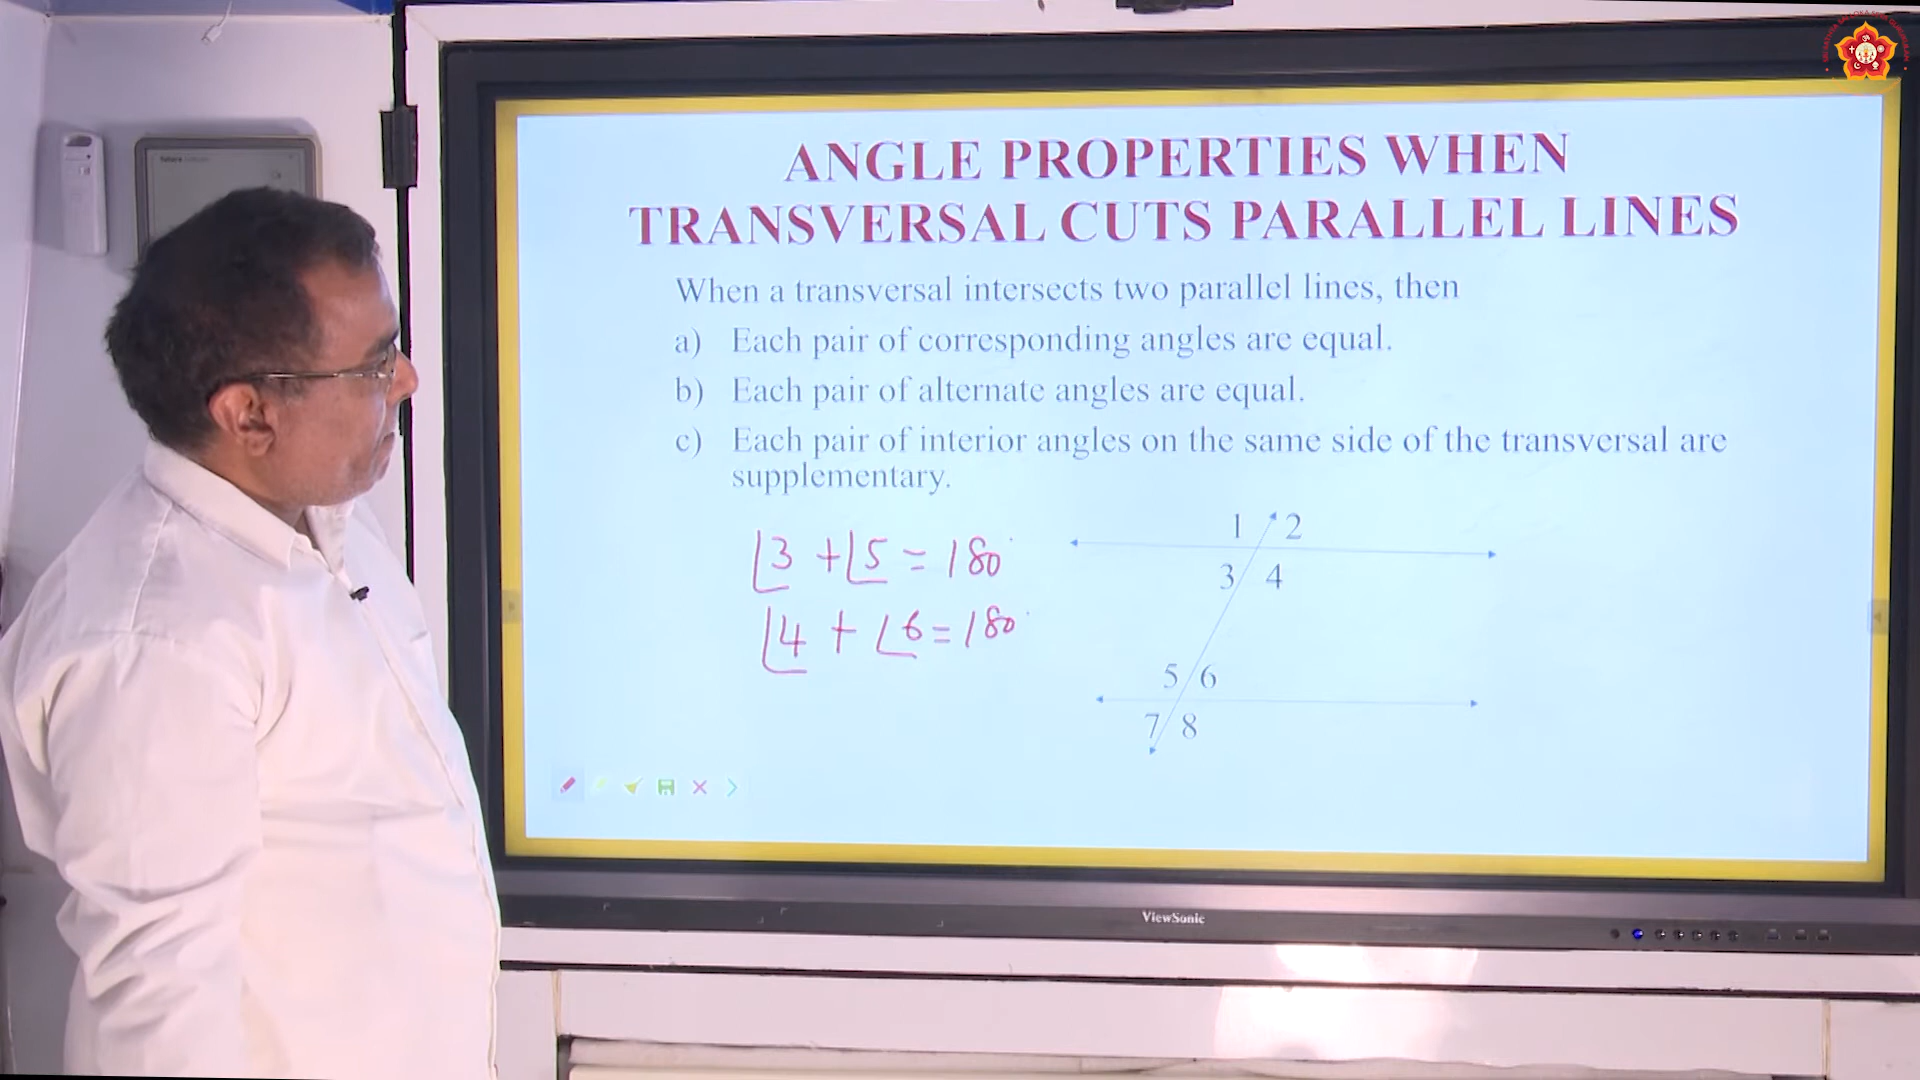 ANGLE PROPERTIES WHEN
TRANSVERSAL CUTS PARALLEL LINES
When a transversal intersects two parallel lines, then
a) Each pair of corresponding angles are equal.
b) Each pair of alternate angles are equal.
c) Each pair of interior angles on the same side of the transversal are
supplementary.
∠3 + ∠5 = 180°
∠4 + ∠6 = 180°
1 2
3 4
5 6
7 8
ViewSonic